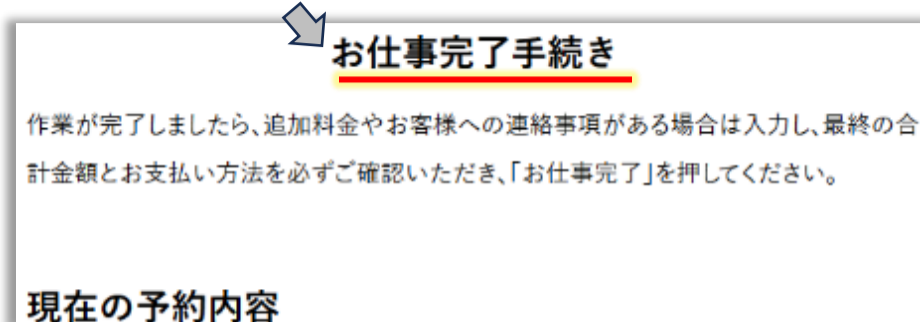 お仕事完了手続き
作業が完了しましたら、追加料金やお客様への連絡事項がある場合は入力し、最終の合
計金額とお支払い方法を必ずご確認いただき、「お仕事完了」を押してください。
現在の予約内容